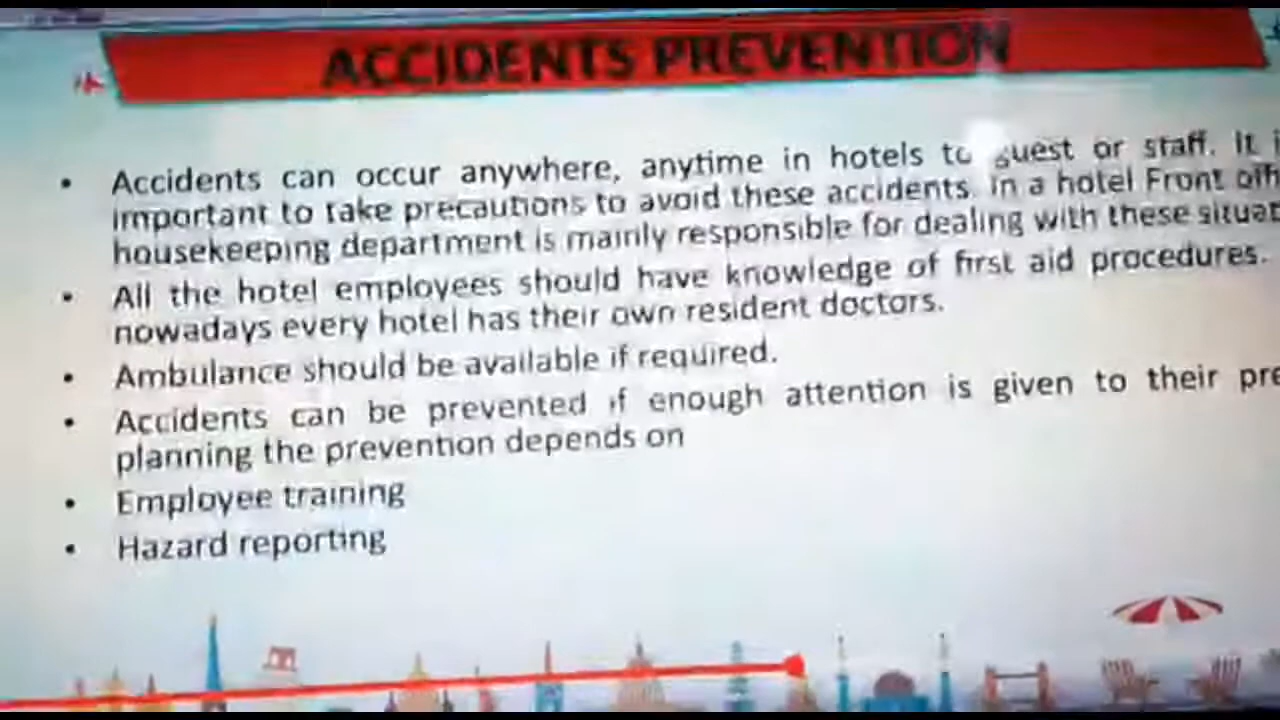 ACCIDENTS PREVENTION
• Accidents can occur anywhere, anytime in hotels to guest or staff. It
important to take precautions to avoid these accidents. in a hotel Front
housekeeping department is mainly responsible for dealing with these
• All the hotel employees should have knowledge of first aid procedures.
nowadays every hotel has their own resident doctors.
• Ambulance should be available if required.
• Accidents can be prevented if enough attention is given to their
planning the prevention depends on
• Employee training
• Hazard reporting